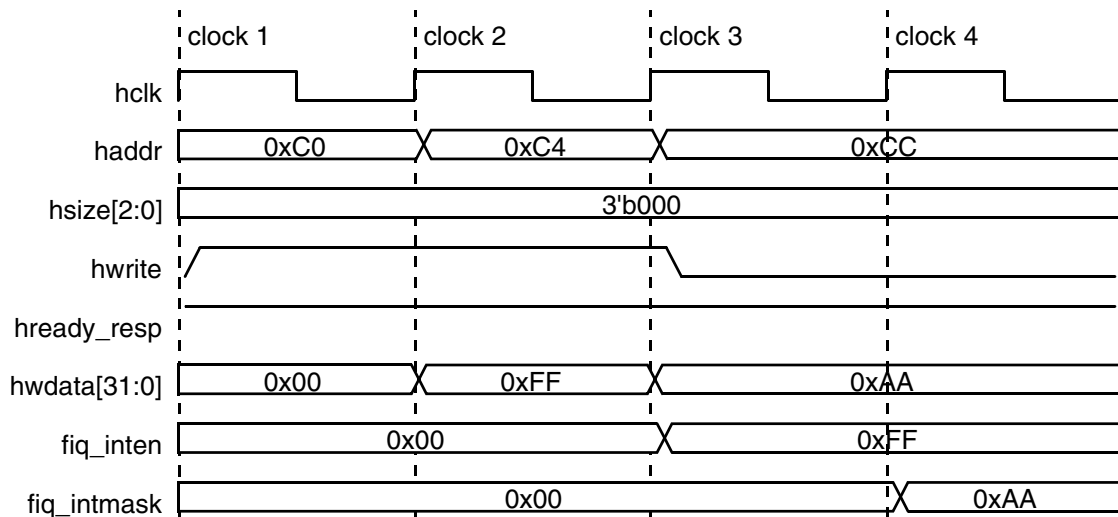 clock 1 clock 2 clock 3 clock 4
hclk
haddr 0xC0 0xC4 0xCC
hsize[2:0] 3'b000
hwrite
hready_resp
hwdata[31:0] 0x00 0xFF 0xAA
fiq_inten 0x00 0xFF
fiq_intmask 0x00 0xAA